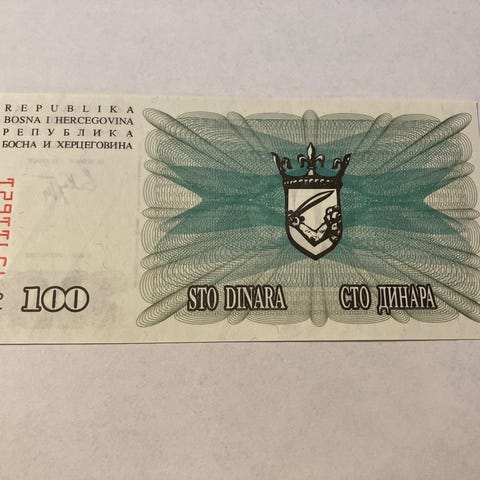 REPUBLIKA
BOSNA I HERCEGOVINA
РЕПУБЛИКА
БОСНА И ХЕРЦЕГОВИНА
100
STO DINARA
СТО ДИНАРА